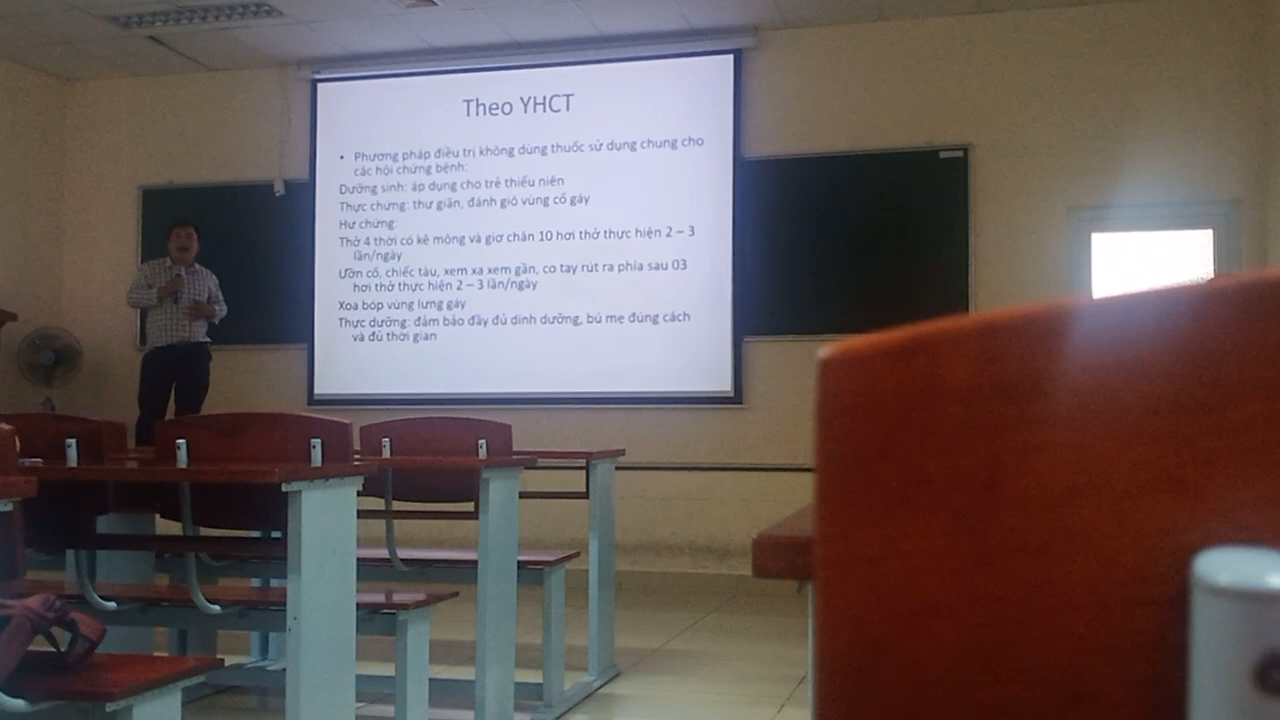 Theo YHCT
• Phương pháp điều trị không dùng thuốc sử dụng chung cho
các hội chứng bệnh:
Dưỡng sinh: áp dụng cho trẻ thiếu niên
Thực chứng: thư giãn, đánh gió vùng cổ gáy
Hư chứng:
Thở 4 thời có kê mông và giơ chân 10 hơi thở thực hiện 2 – 3
lần/ngày
Ưỡn cổ, chiếc tàu, xem xa xem gần, co tay rút ra phía sau 03
hơi thở thực hiện 2 – 3 lần/ngày
Xoa bóp vùng lưng gáy
Thực dưỡng: đảm bảo đầy đủ dinh dưỡng, bú mẹ đúng cách
và đủ thời gian